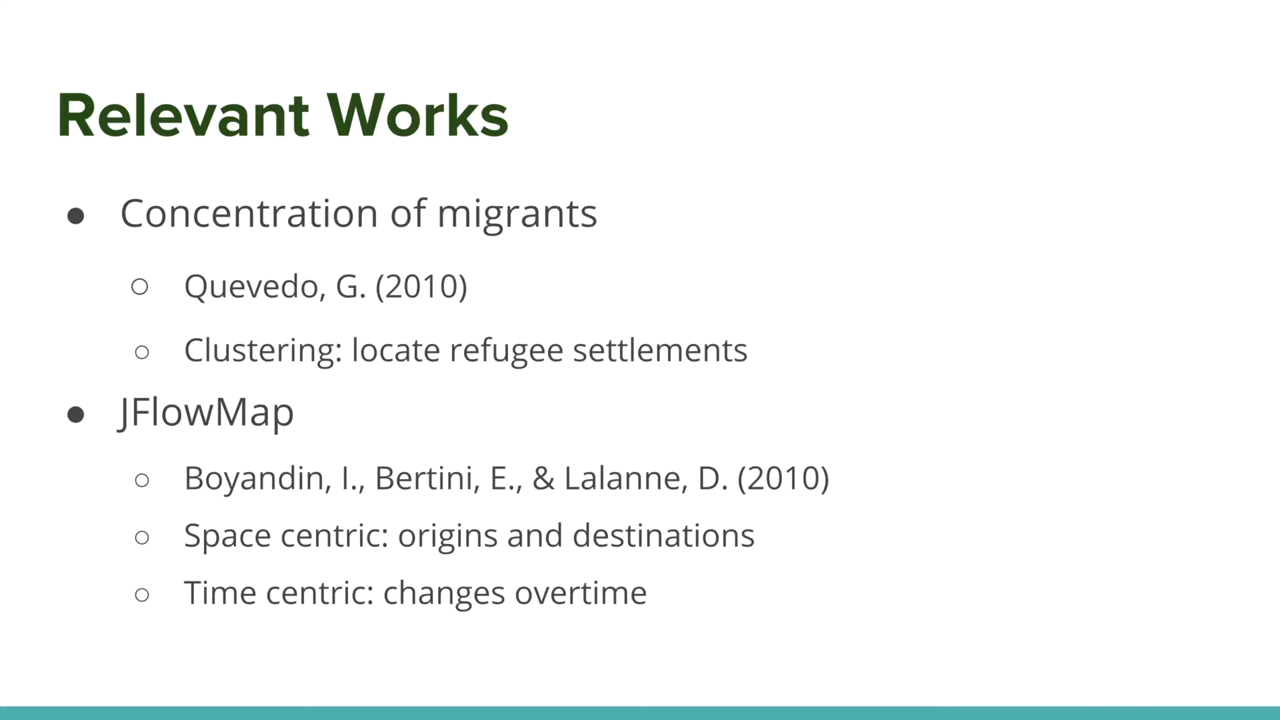 Relevant Works
● Concentration of migrants
○ Quevedo, G. (2010)
○ Clustering: locate refugee settlements
● JFlowMap
○ Boyandin, I., Bertini, E., & Lalanne, D. (2010)
○ Space centric: origins and destinations
○ Time centric: changes overtime